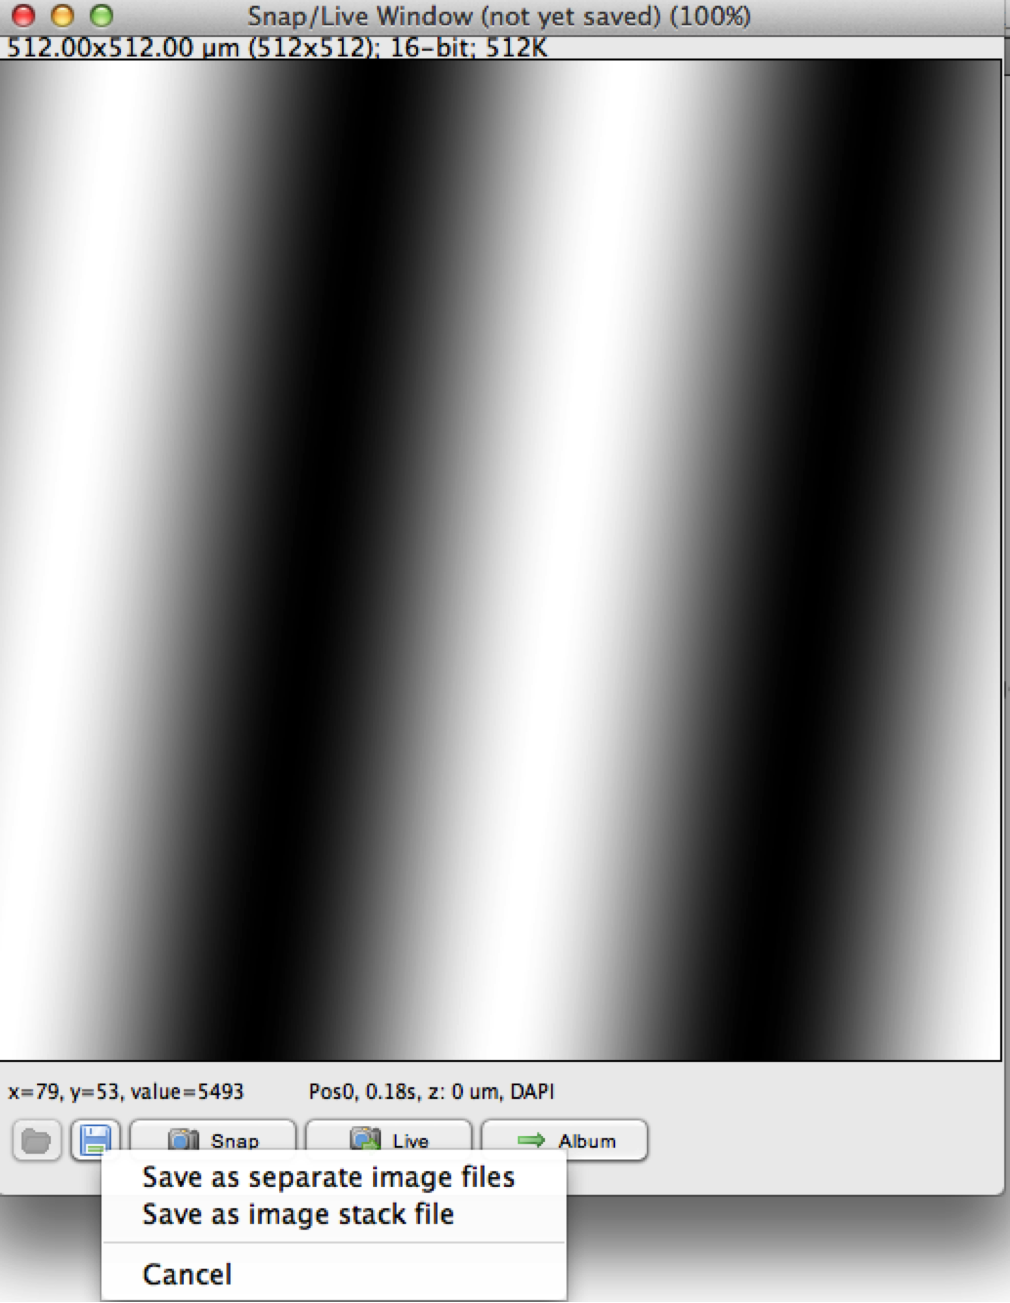 Snap/Live Window (not yet saved) (100%)
512.00x512.00 µm (512x512); 16-bit; 512K
x=79, y=53, value=5493 Pos0, 0.18s, z: 0 um, DAPI
Snap Live Album
Save as separate image files
Save as image stack file
Cancel